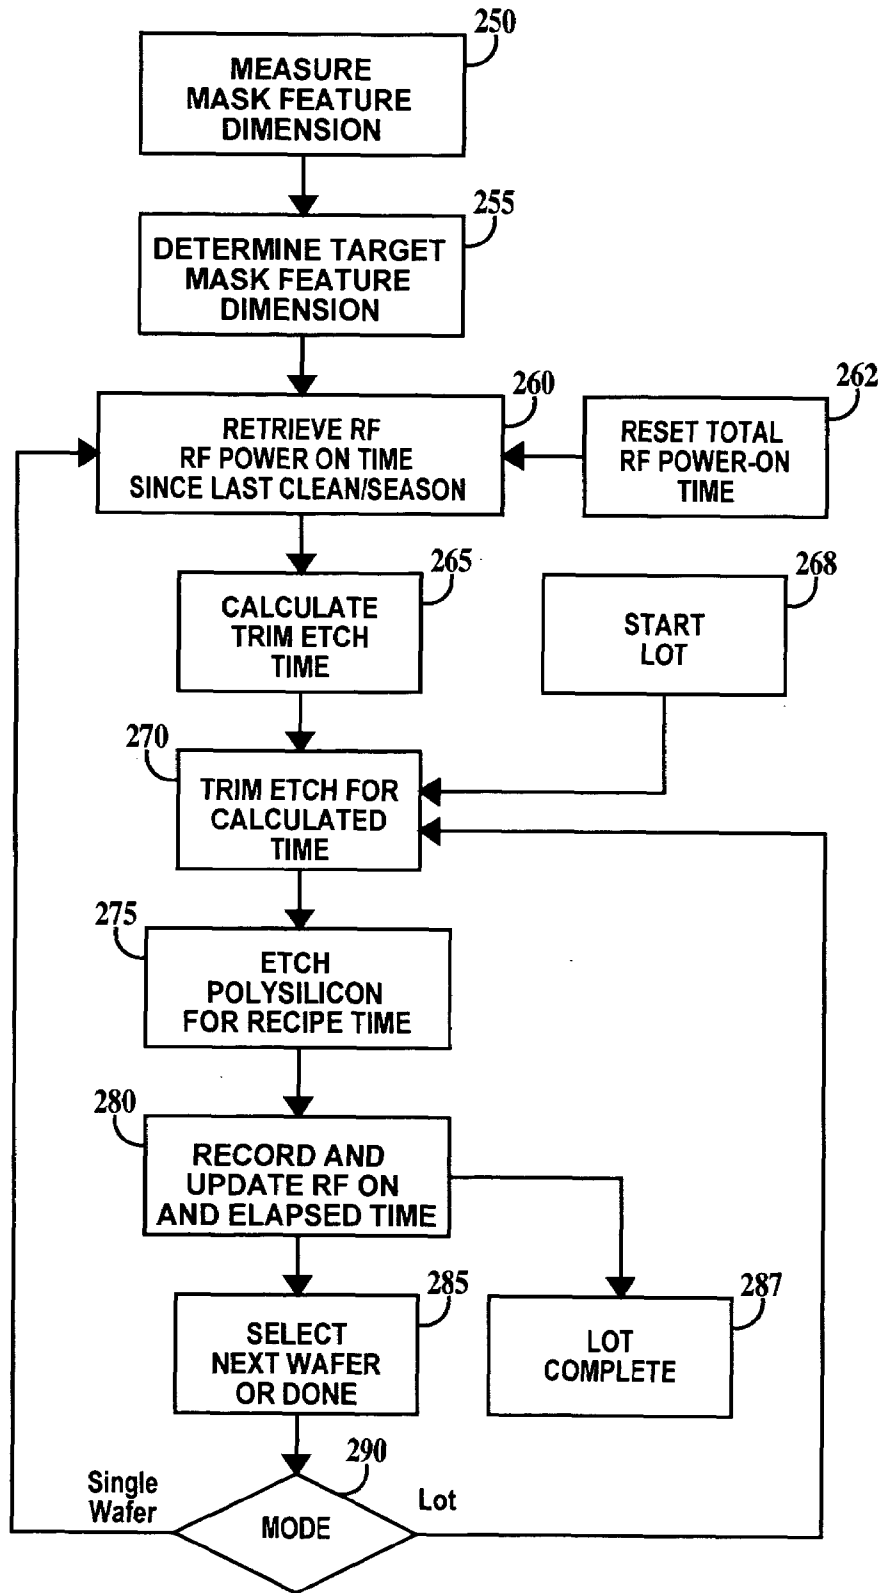 250
MEASURE
MASK FEATURE
DIMENSION
255
DETERMINE TARGET
MASK FEATURE
DIMENSION
260
RETRIEVE RF
RF POWER ON TIME
SINCE LAST CLEAN/SEASON
262
RESET TOTAL
RF POWER-ON
TIME
265
CALCULATE
TRIM ETCH
TIME
268
START
LOT
270
TRIM ETCH FOR
CALCULATED
TIME
275
ETCH
POLYSILICON
FOR RECIPE TIME
280
RECORD AND
UPDATE RF ON
AND ELAPSED TIME
285
SELECT
NEXT WAFER
OR DONE
287
LOT
COMPLETE
290
Single
Wafer
MODE
Lot